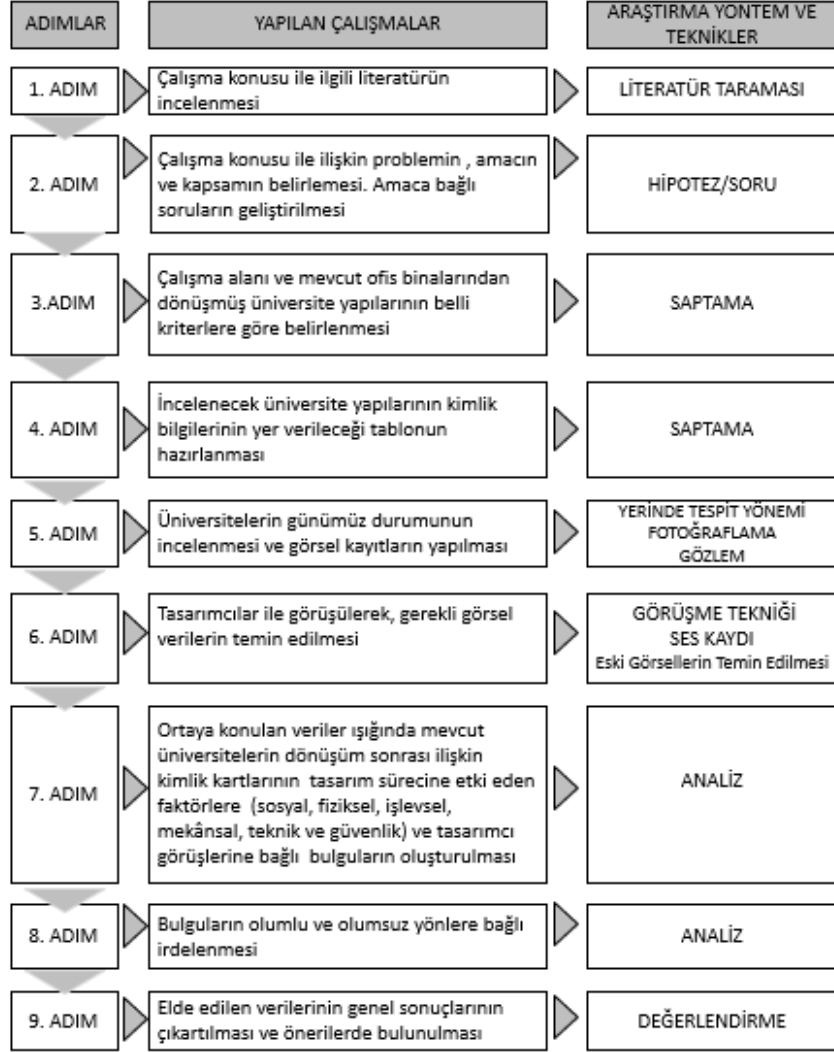 ADIMLAR
YAPILAN ÇALIŞMALAR
ARAŞTIRMA YÖNTEM VE
TEKNİKLER
1. ADIM
Çalışma konusu ile ilgili literatürün
incelenmesi
LİTERATÜR TARAMASI
2. ADIM
Çalışma konusu ile ilişkin problemin , amacın
ve kapsamın belirlemesi. Amaca bağlı
soruların geliştirilmesi
HİPOTEZ/SORU
3.ADIM
Çalışma alanı ve mevcut ofis binalarından
dönüşmüş üniversite yapılarının belli
kriterlere göre belirlenmesi
SAPTAMA
4. ADIM
İncelenecek üniversite yapılarının kimlik
bilgilerinin yer verileceği tablonun
hazırlanması
SAPTAMA
5. ADIM
Üniversitelerin günümüz durumunun
incelenmesi ve görsel kayıtların yapılması
YERİNDE TESPİT YÖNEMİ
FOTOĞRAFLAMA
GÖZLEM
6. ADIM
Tasarımcılar ile görüşülerek, gerekli görsel
verilerin temin edilmesi
GÖRÜŞME TEKNİĞİ
SES KAYDI
Eski Görsellerin Temin Edilmesi
7. ADIM
Ortaya konulan veriler ışığında mevcut
üniversitelerin dönüşüm sonrası ilişkin
kimlik kartlarının tasarım sürecine etki eden
faktörlere (sosyal, fiziksel, işlevsel,
mekânsal, teknik ve güvenlik) ve tasarımcı
görüşlerine bağlı bulguların oluşturulması
ANALİZ
8. ADIM
Bulguların olumlu ve olumsuz yönlere bağlı
irdelenmesi
ANALİZ
9. ADIM
Elde edilen verilerinin genel sonuçlarının
çıkartılması ve önerilerde bulunulması
DEĞERLENDİRME